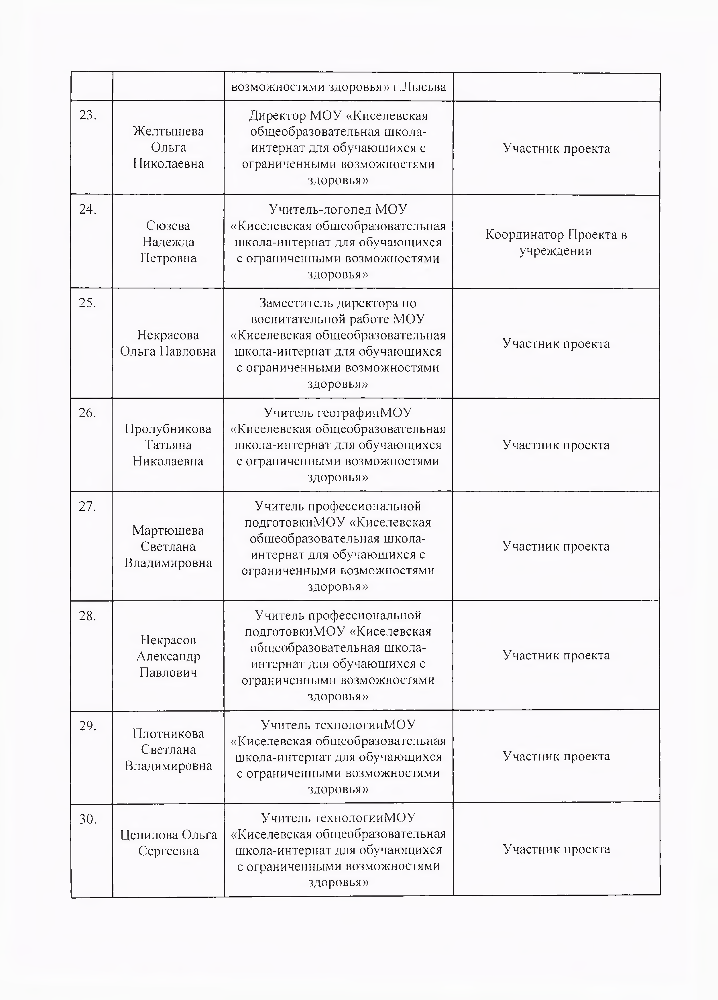 возможностями здоровья» г.Лысьва
23.
Желтышева
Ольга
Николаевна
Директор МОУ «Киселевская
общеобразовательная школа-
интернат для обучающихся с
ограниченными возможностями
здоровья»
Участник проекта
24.
Сюзева
Надежда
Петровна
Учитель-логопед МОУ
«Киселевская общеобразовательная
школа-интернат для обучающихся
с ограниченными возможностями
здоровья»
Координатор Проекта в
учреждении
25.
Некрасова
Ольга Павловна
Заместитель директора по
воспитательной работе МОУ
«Киселевская общеобразовательная
школа-интернат для обучающихся
с ограниченными возможностями
здоровья»
Участник проекта
26.
Пролубникова
Татьяна
Николаевна
Учитель географииМОУ
«Киселевская общеобразовательная
школа-интернат для обучающихся
с ограниченными возможностями
здоровья»
Участник проекта
27.
Мартюшева
Светлана
Владимировна
Учитель профессиональной
подготовкиМОУ «Киселевская
общеобразовательная школа-
интернат для обучающихся с
ограниченными возможностями
здоровья»
Участник проекта
28.
Некрасов
Александр
Павлович
Учитель профессиональной
подготовкиМОУ «Киселевская
общеобразовательная школа-
интернат для обучающихся с
ограниченными возможностями
здоровья»
Участник проекта
29.
Плотникова
Светлана
Владимировна
Учитель технологииМОУ
«Киселевская общеобразовательная
школа-интернат для обучающихся
с ограниченными возможностями
здоровья»
Участник проекта
30.
Цепилова Ольга
Сергеевна
Учитель технологииМОУ
«Киселевская общеобразовательная
школа-интернат для обучающихся
с ограниченными возможностями
здоровья»
Участник проекта